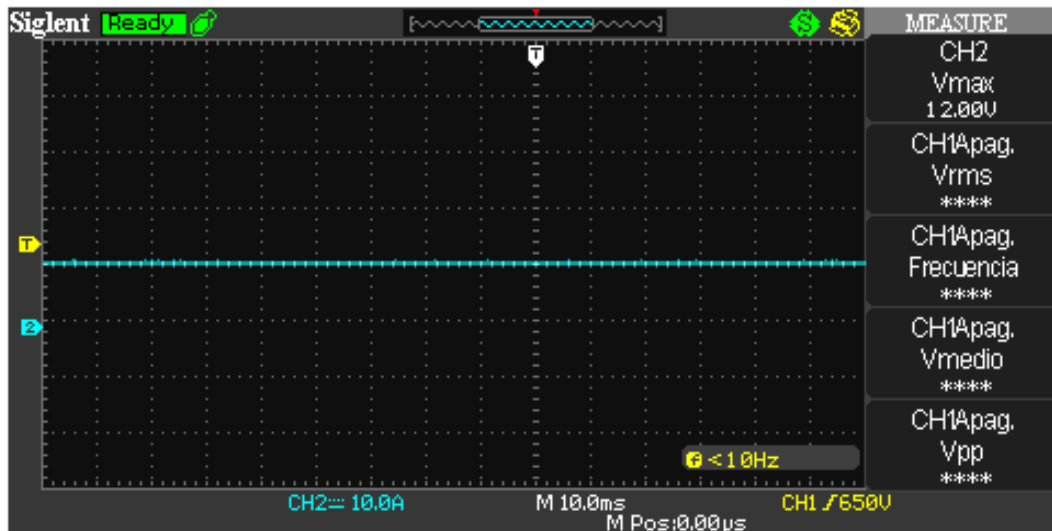 Siglent Ready
T
T
2
MEASURE
CH2
Vmax
12.00V
CH1Apag.
Vrms
****
CH1Apag.
Frecuencia
****
CH1Apag.
Vmedio
****
CH1Apag.
Vpp
****
f <10Hz
CH2 10.0A M 10.0ms CH1 650V
M Pos:0.00µs